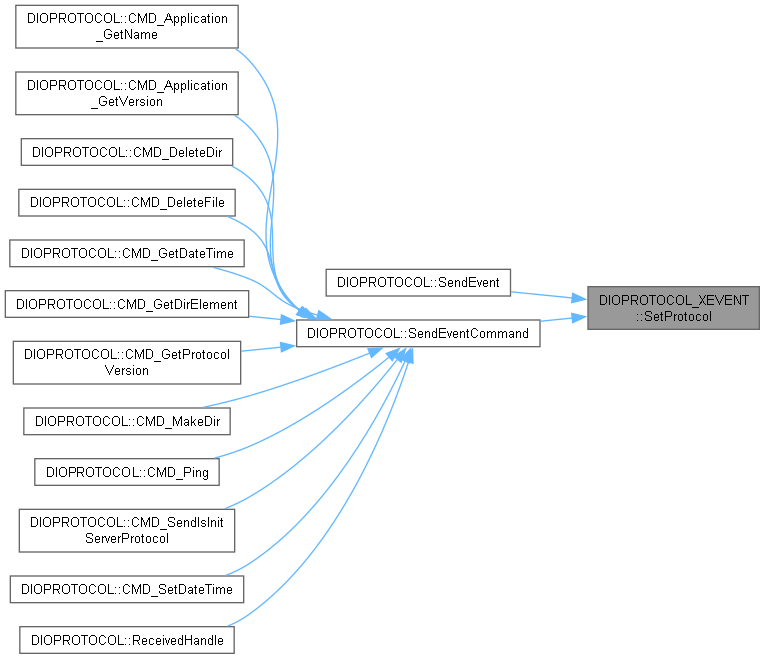 DIOPROTOCOL::CMD_Application
_GetName
DIOPROTOCOL::CMD_Application
_GetVersion
DIOPROTOCOL::CMD_DeleteDir
DIOPROTOCOL::CMD_DeleteFile
DIOPROTOCOL::CMD_GetDateTime
DIOPROTOCOL::CMD_GetDirElement
DIOPROTOCOL::CMD_GetProtocol
Version
DIOPROTOCOL::CMD_MakeDir
DIOPROTOCOL::CMD_Ping
DIOPROTOCOL::CMD_SendIsInit
ServerProtocol
DIOPROTOCOL::CMD_SetDateTime
DIOPROTOCOL::ReceivedHandle
DIOPROTOCOL::SendEvent
DIOPROTOCOL::SendEventCommand
DIOPROTOCOL_XEVENT
::SetProtocol